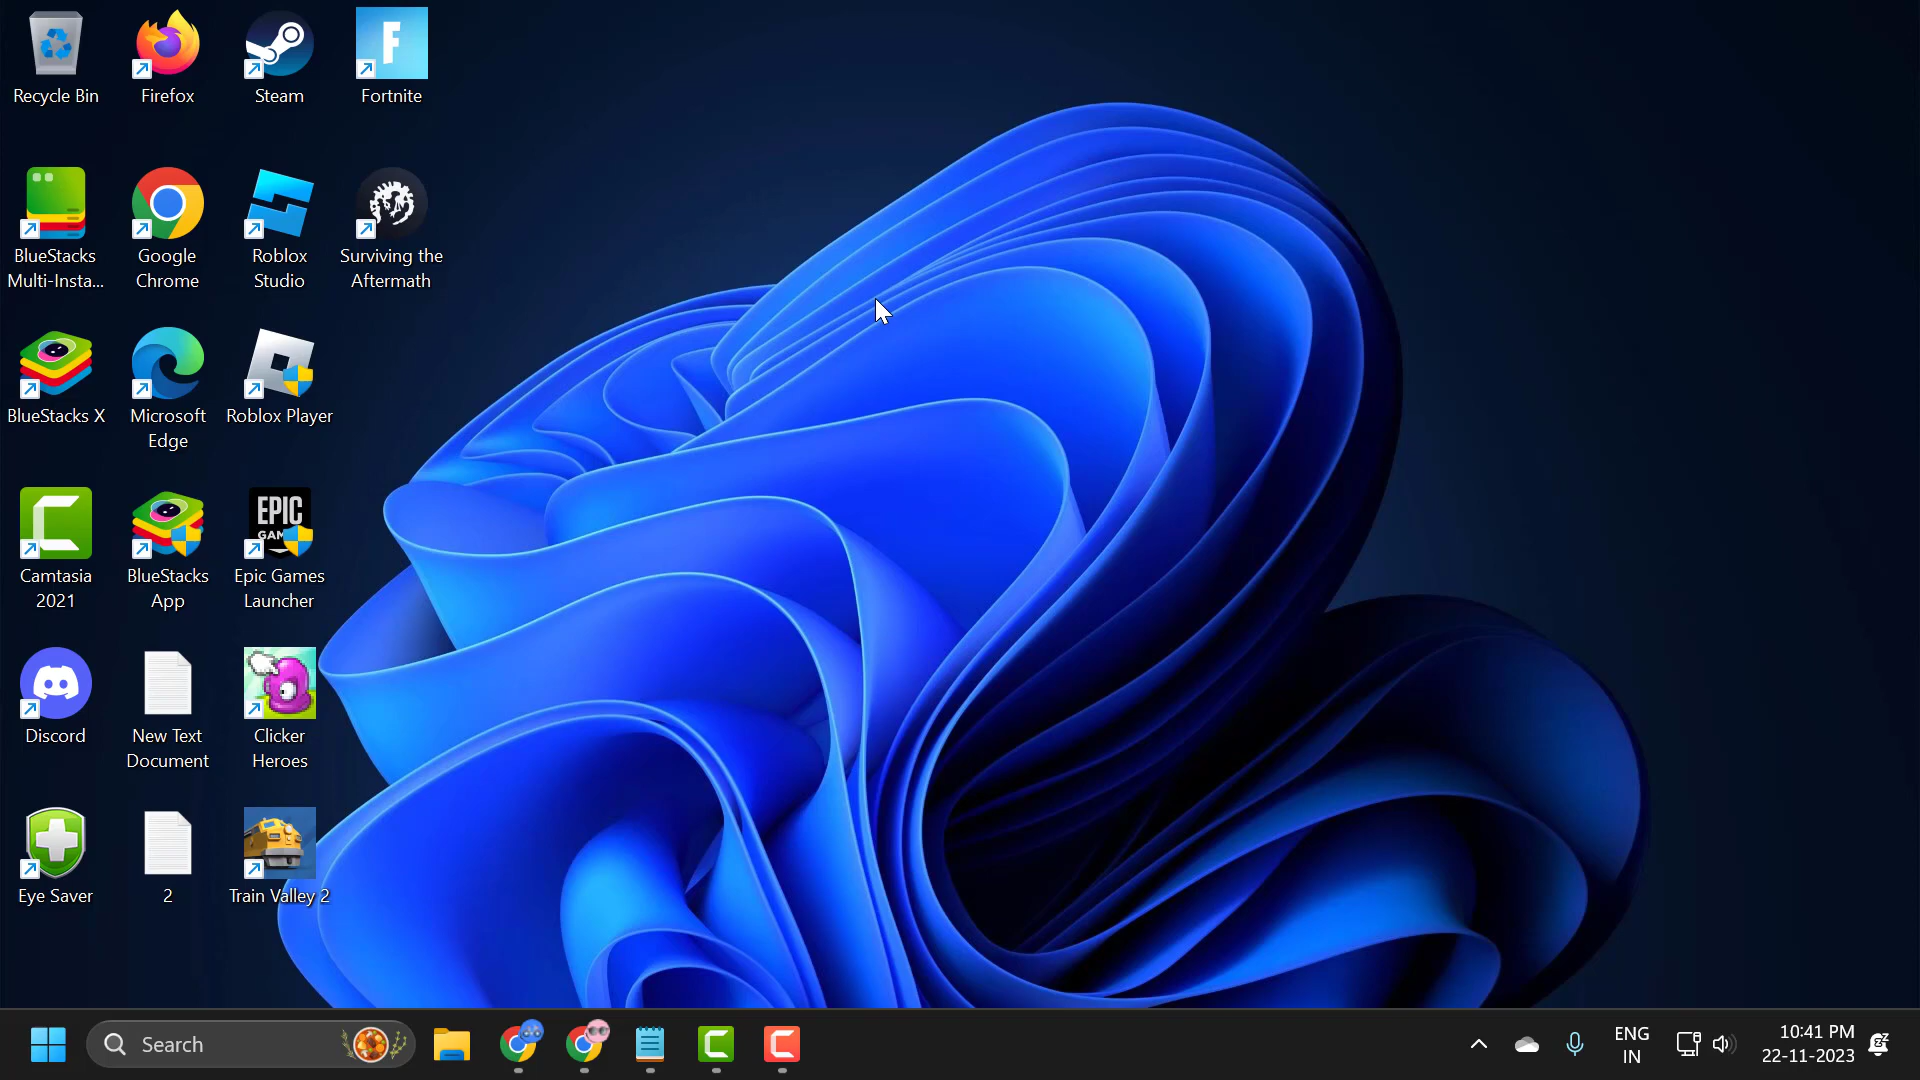 Recycle Bin
Firefox
Steam
F
Fortnite
BlueStacks
Multi-Insta...
Google
Chrome
Roblox
Studio
Surviving the
Aftermath
BlueStacks X
Microsoft
Edge
Roblox Player
Camtasia
2021
BlueStacks
App
EPIC
GAM
Epic Games
Launcher
Discord
New Text
Document
Clicker
Heroes
Eye Saver
2
Train Valley 2
Search
ENG
IN
10:41 PM
22-11-2023